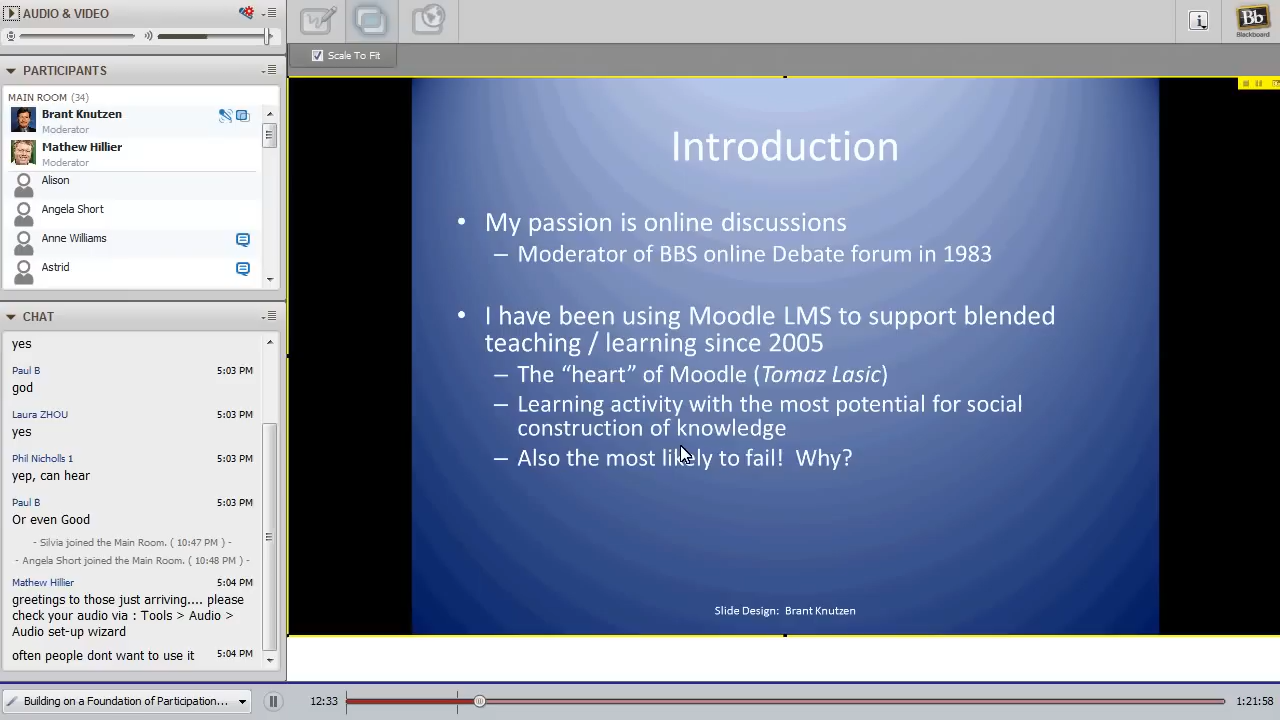 AUDIO & VIDEO
PARTICIPANTS
MAIN ROOM (34)
Brant Knutzen
Moderator
Mathew Hillier
Moderator
Alison
Angela Short
Anne Williams
Astrid
CHAT
yes
Paul B 5:03 PM
god
Laura ZHOU 5:03 PM
yes
Phil Nicholls 1 5:03 PM
yep, can hear
Paul B 5:03 PM
Or even Good
- Silvia joined the Main Room. ( 10:47 PM ) -
- Angela Short joined the Main Room. ( 10:48 PM ) -
Mathew Hillier 5:04 PM
greetings to those just arriving.... please
check your audio via : Tools > Audio >
Audio set-up wizard
often people dont want to use it 5:04 PM
Scale To Fit
Bb
Blackboard
Introduction
• My passion is online discussions
– Moderator of BBS online Debate forum in 1983
• I have been using Moodle LMS to support blended
teaching / learning since 2005
– The “heart” of Moodle (Tomaz Lasic)
– Learning activity with the most potential for social
construction of knowledge
– Also the most likely to fail!  Why?
Slide Design:  Brant Knutzen
Building on a Foundation of Participation...
12:33
1:21:58